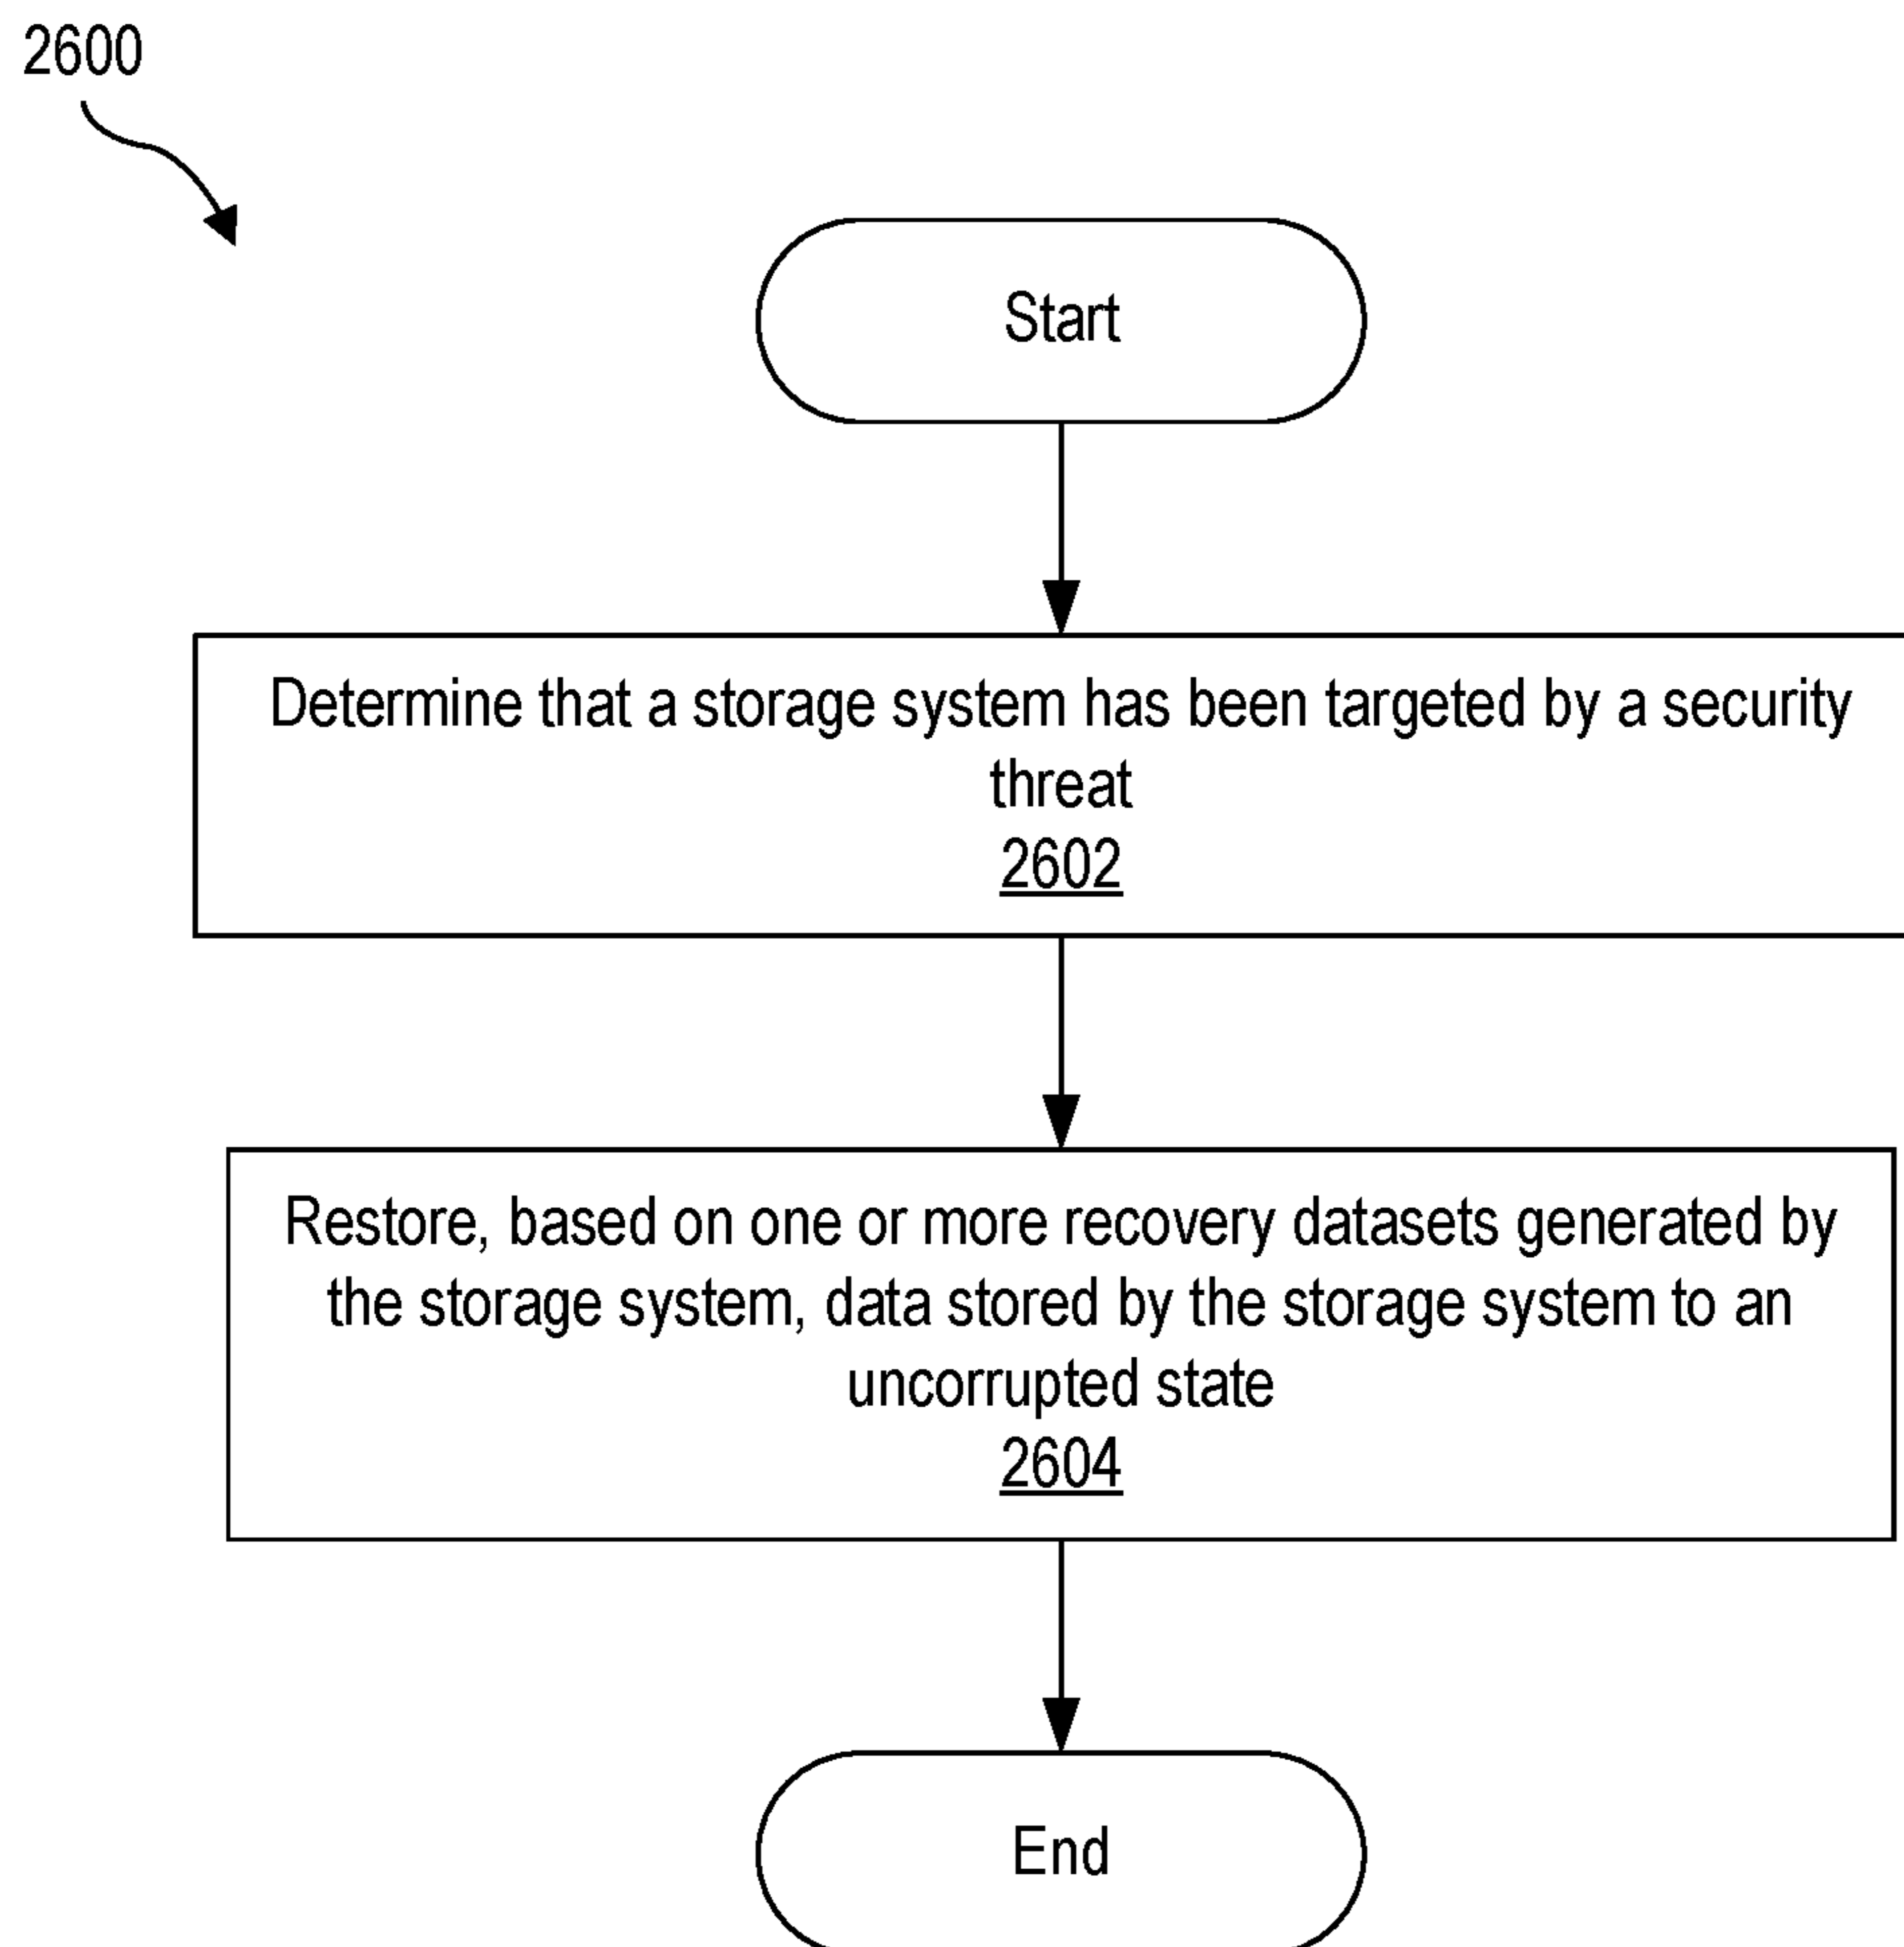 2600
Start
Determine that a storage system has been targeted by a security
threat
2602
Restore, based on one or more recovery datasets generated by
the storage system, data stored by the storage system to an
uncorrupted state
2604
End